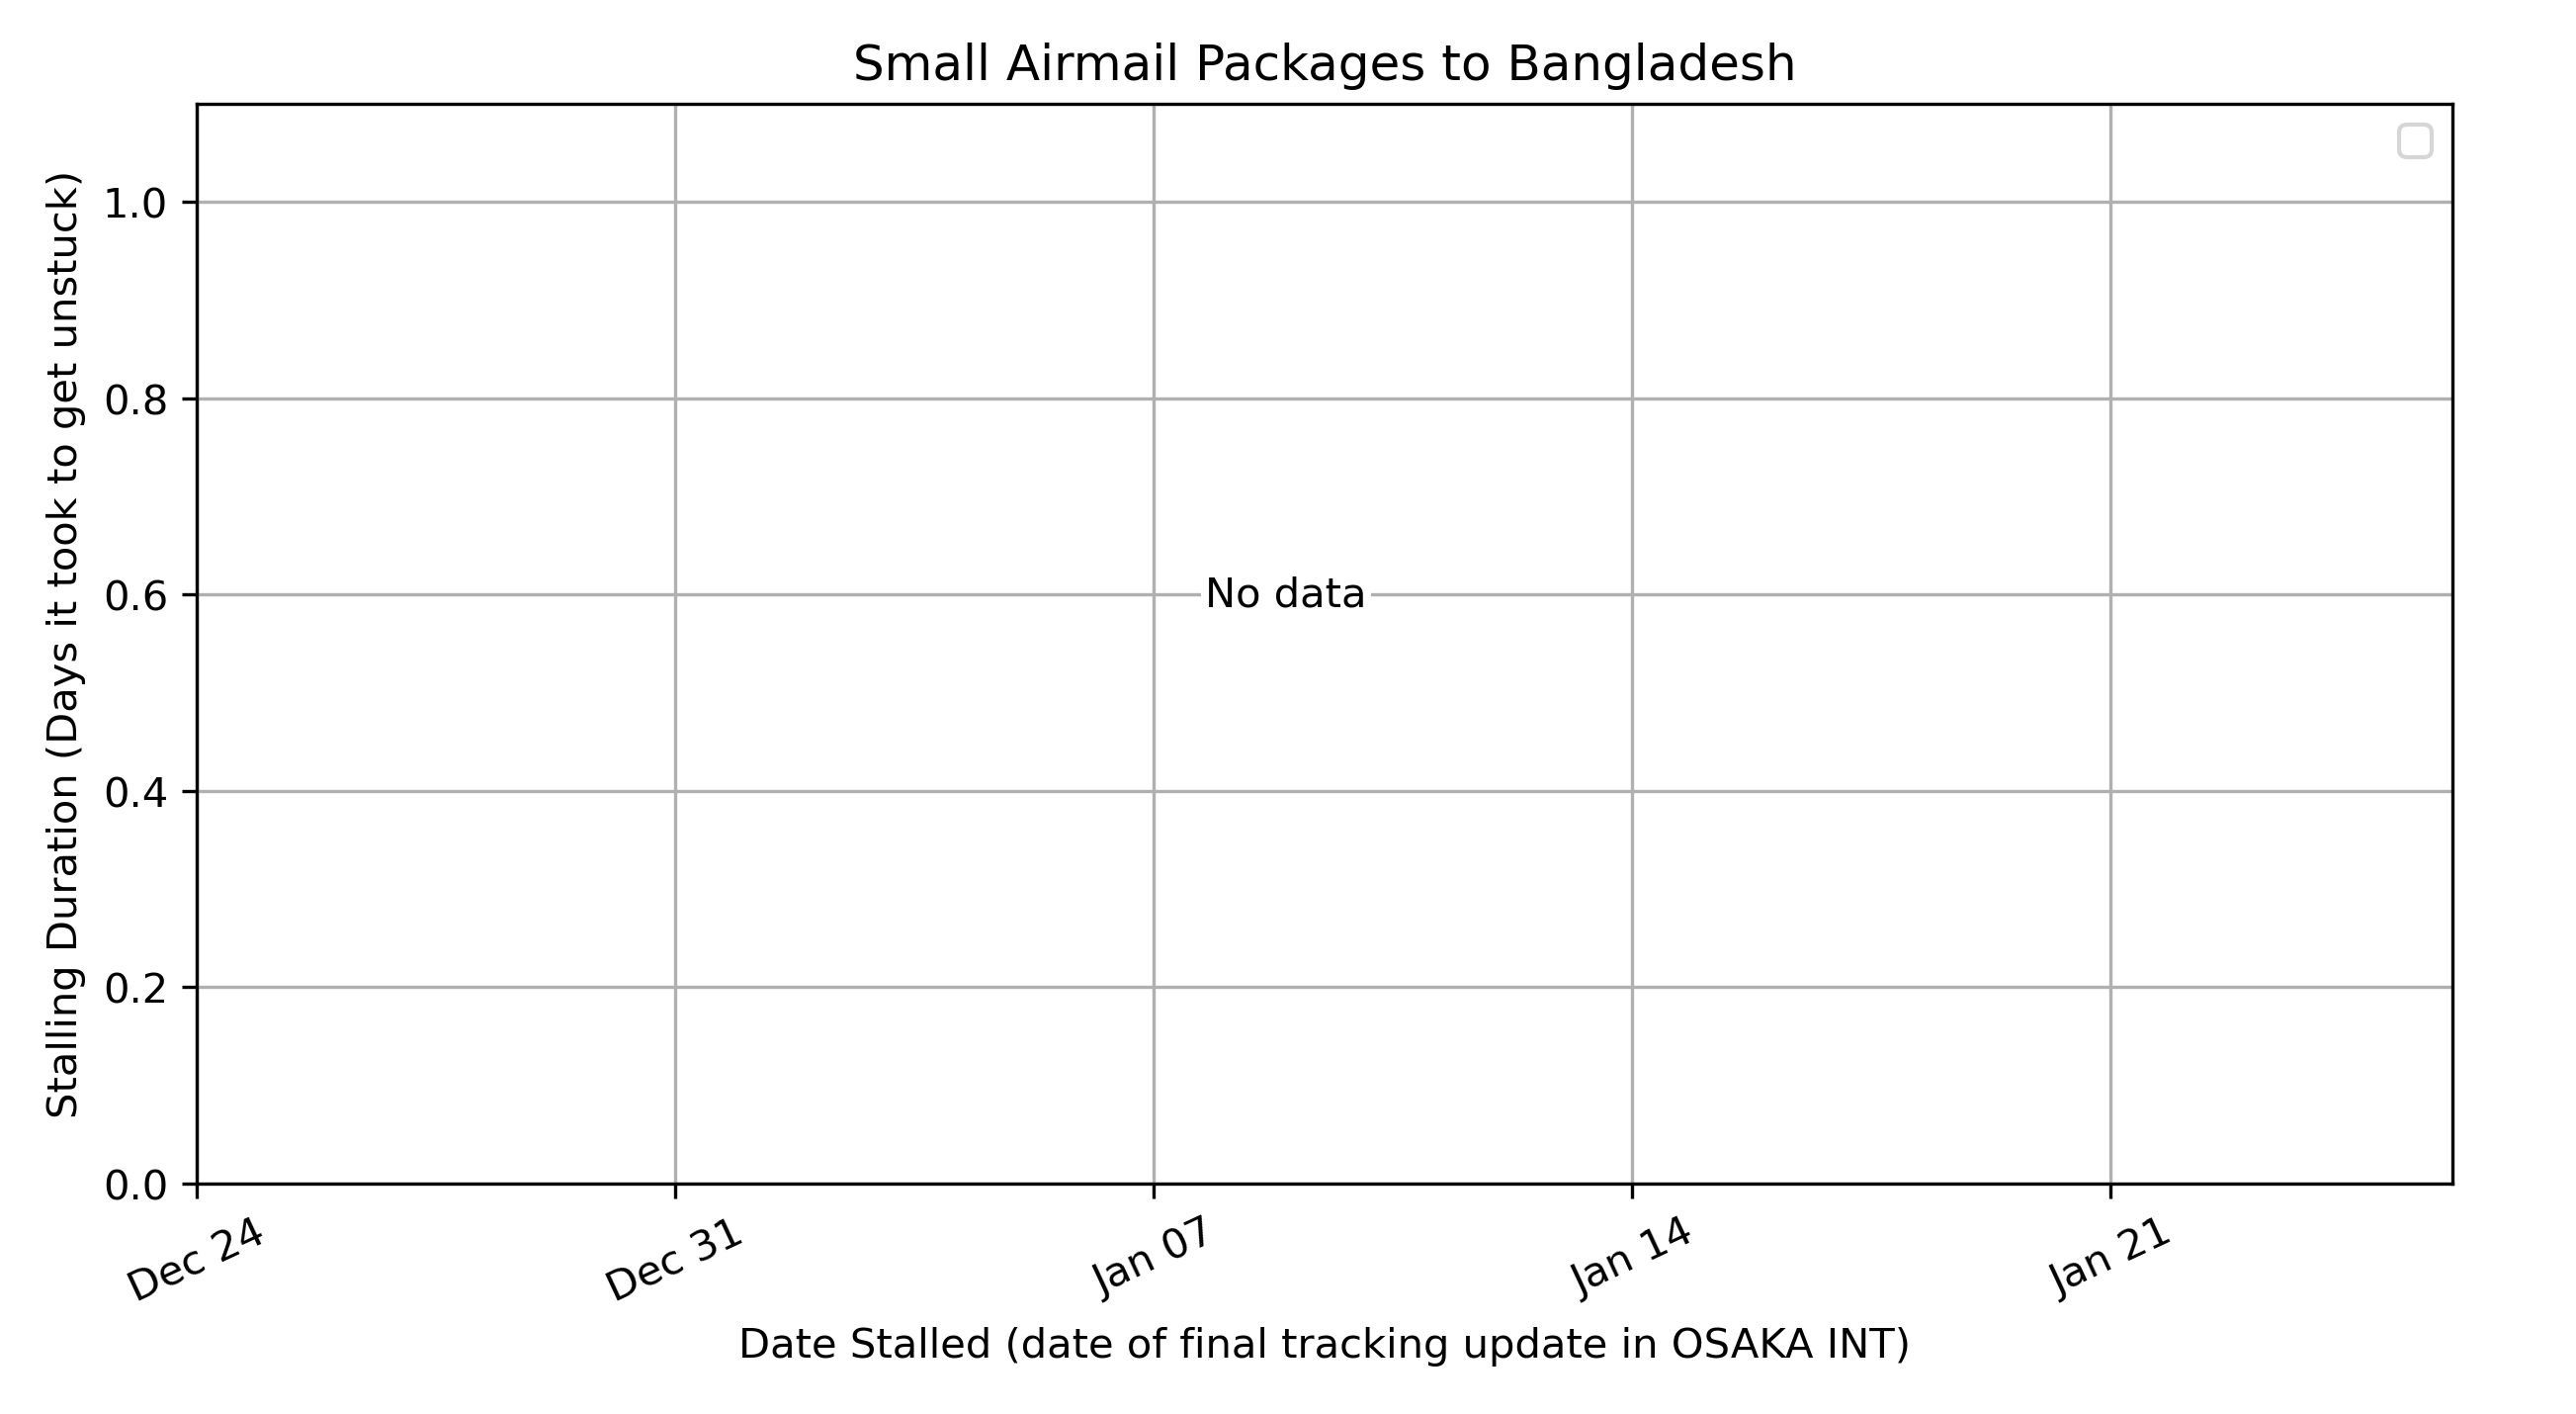 Small Airmail Packages to Bangladesh
Stalling Duration (Days it took to get unstuck)
1.0
0.8
0.6
0.4
0.2
0.0
No data
Dec 24
Dec 31
Jan 07
Jan 14
Jan 21
Date Stalled (date of final tracking update in OSAKA INT)